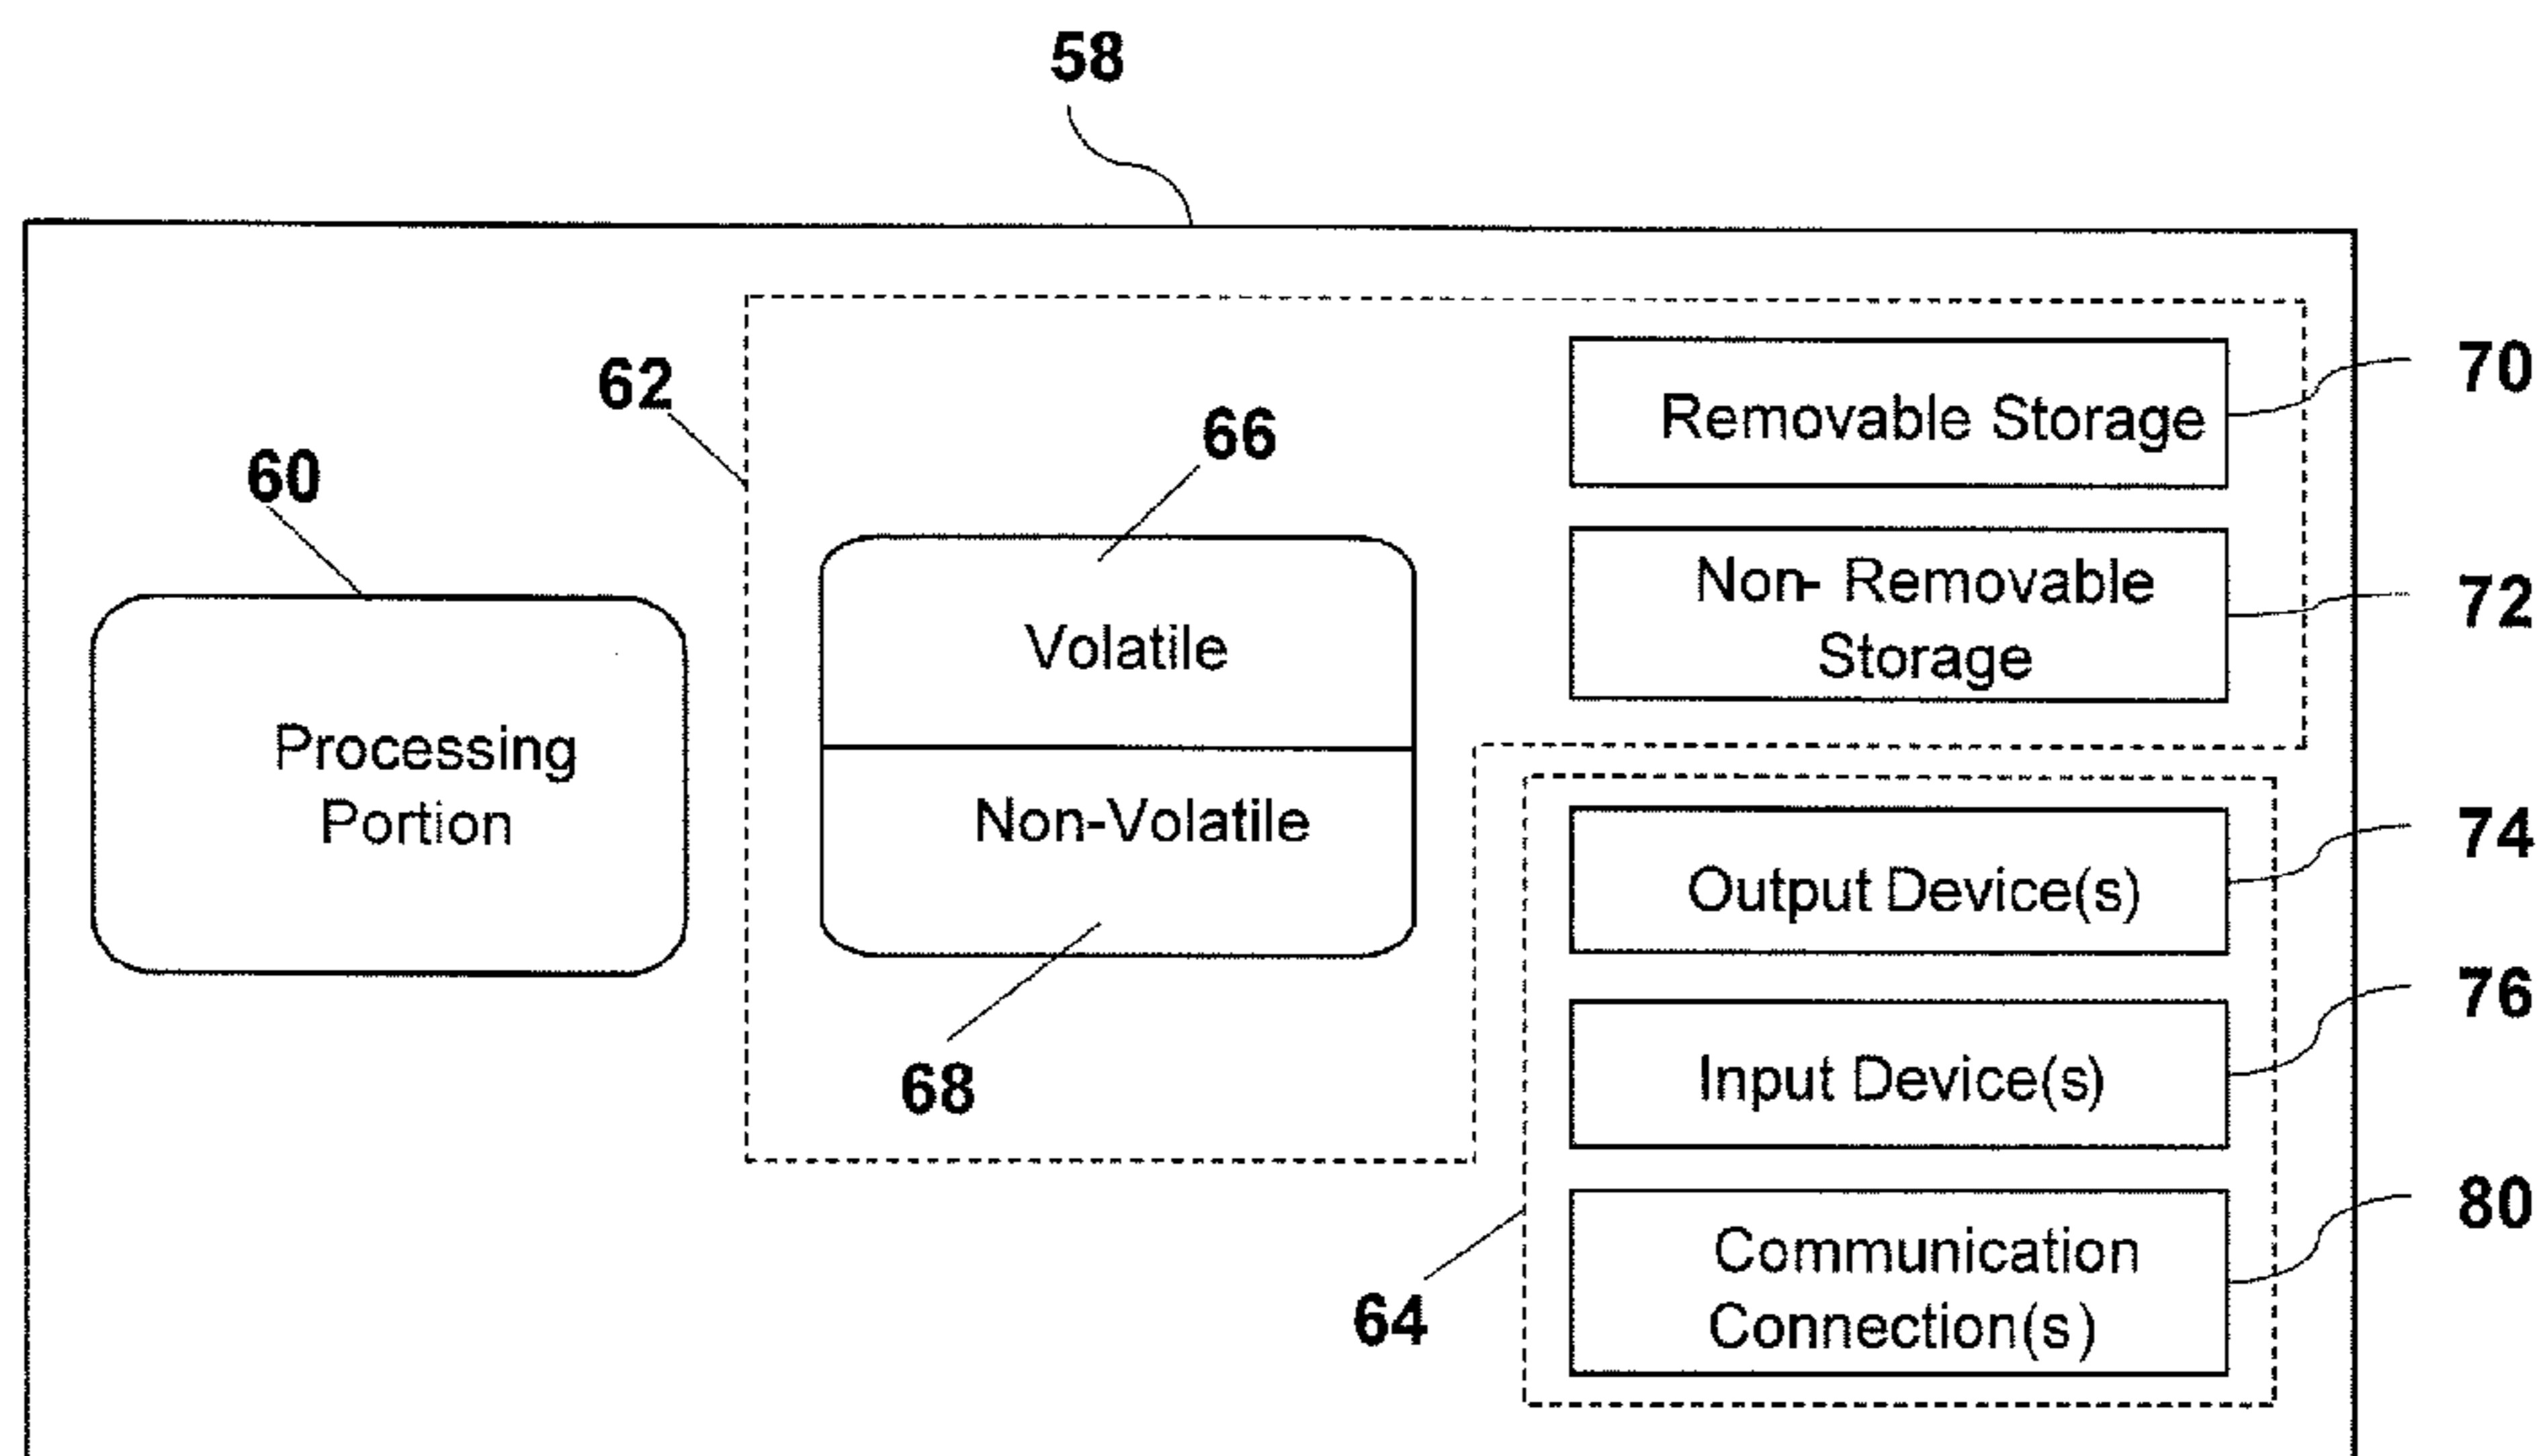 58
62
70
Removable Storage
66
60
Non- Removable
Storage
72
Volatile
Processing
Portion
Non-Volatile
74
Output Device(s)
76
Input Device(s)
68
80
Communication
Connection(s)
64